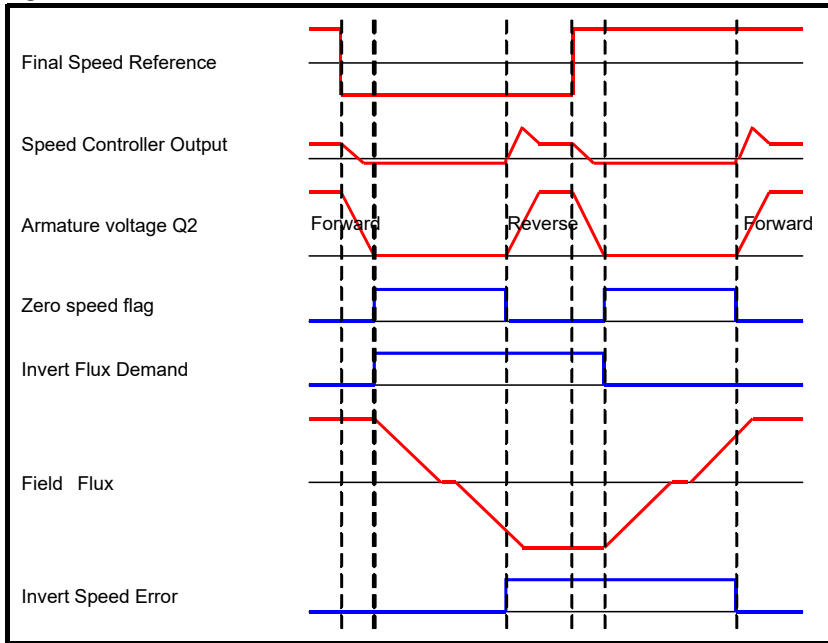 Final Speed Reference
Speed Controller Output
Armature voltage Q2
Forward
Reverse
Forward
Zero speed flag
Invert Flux Demand
Field Flux
Invert Speed Error